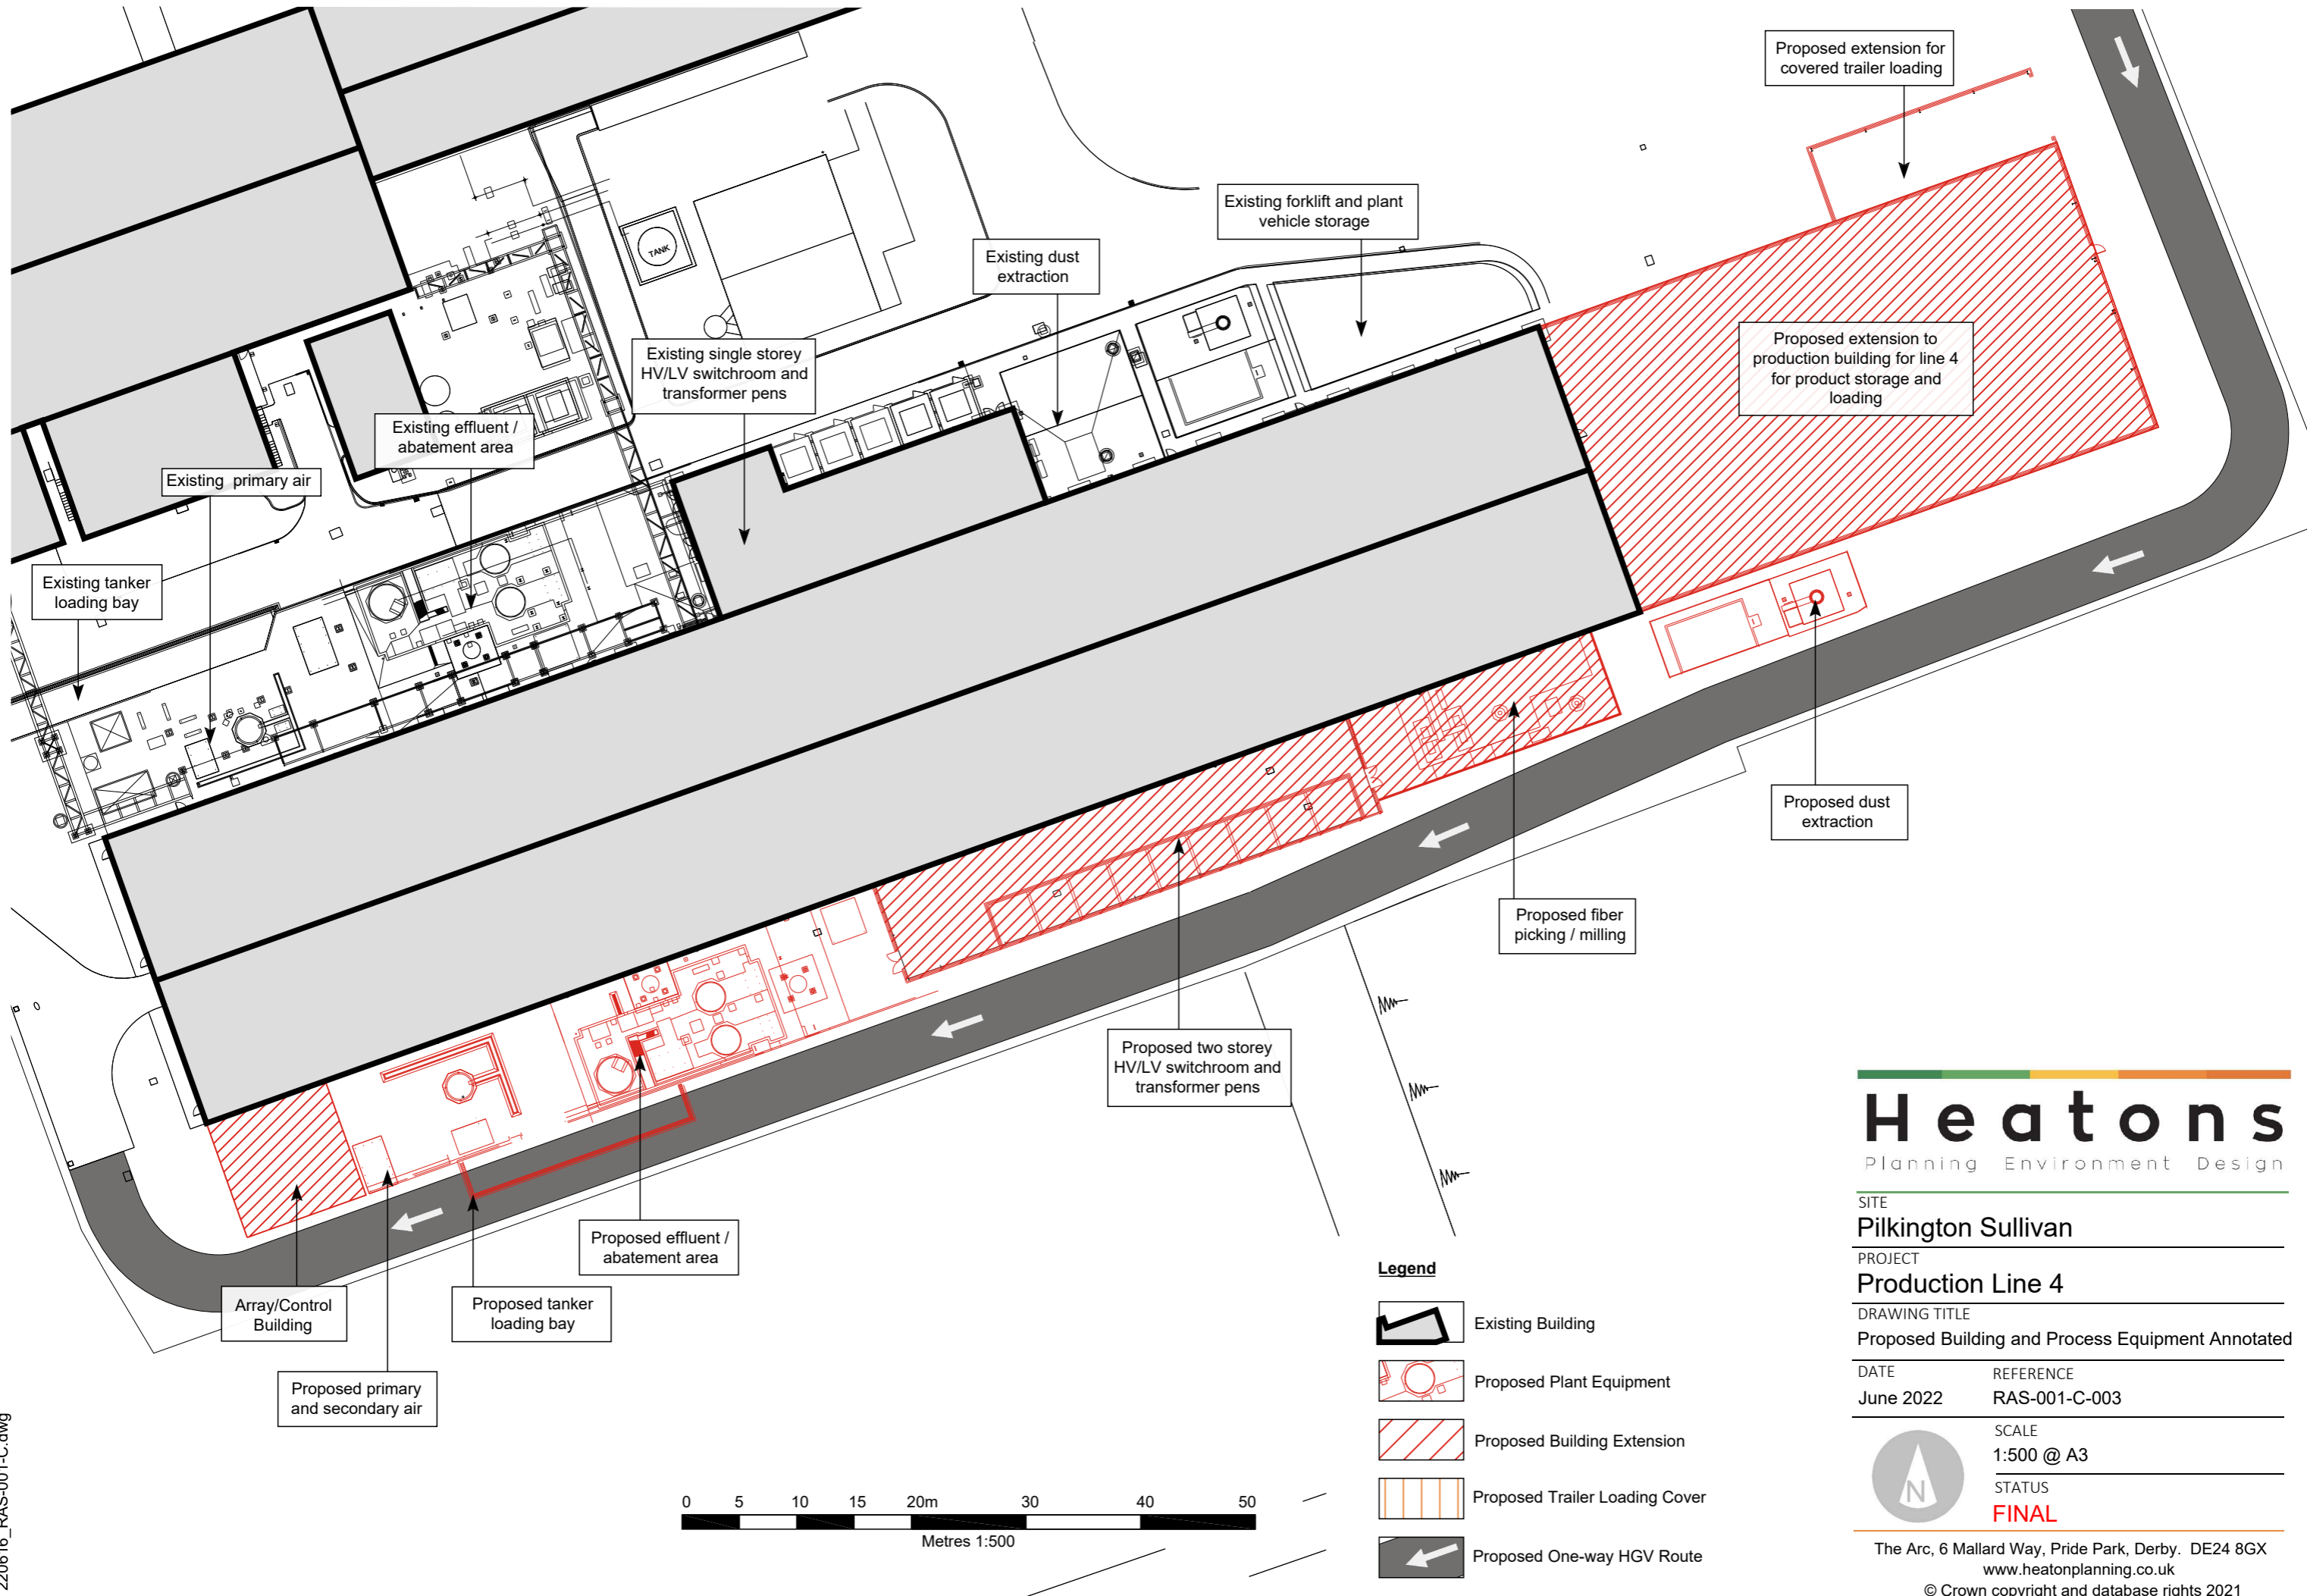 Proposed extension for
covered trailer loading
Existing forklift and plant
vehicle storage
Existing dust
extraction
TANK
Existing single storey
HV/LV switchroom and
transformer pens
Proposed extension to
production building for line 4
for product storage and
loading
Existing effluent /
abatement area
Existing primary air
Existing tanker
loading bay
Proposed dust
extraction
Proposed fiber
picking / milling
Proposed two storey
HV/LV switchroom and
transformer pens
Proposed effluent /
abatement area
Array/Control
Building
Proposed tanker
loading bay
Proposed primary
and secondary air
220616_RAS-001-C.dwg
0 5 10 15 20m 30 40 50
Metres 1:500
Legend
Existing Building
Proposed Plant Equipment
Proposed Building Extension
Proposed Trailer Loading Cover
Proposed One-way HGV Route
Heatons
Planning Environment Design
SITE
Pilkington Sullivan
PROJECT
Production Line 4
DRAWING TITLE
Proposed Building and Process Equipment Annotated
DATE REFERENCE
June 2022 RAS-001-C-003
SCALE
1:500 @ A3
N
STATUS
FINAL
The Arc, 6 Mallard Way, Pride Park, Derby. DE24 8GX
www.heatonplanning.co.uk
© Crown copyright and database rights 2021